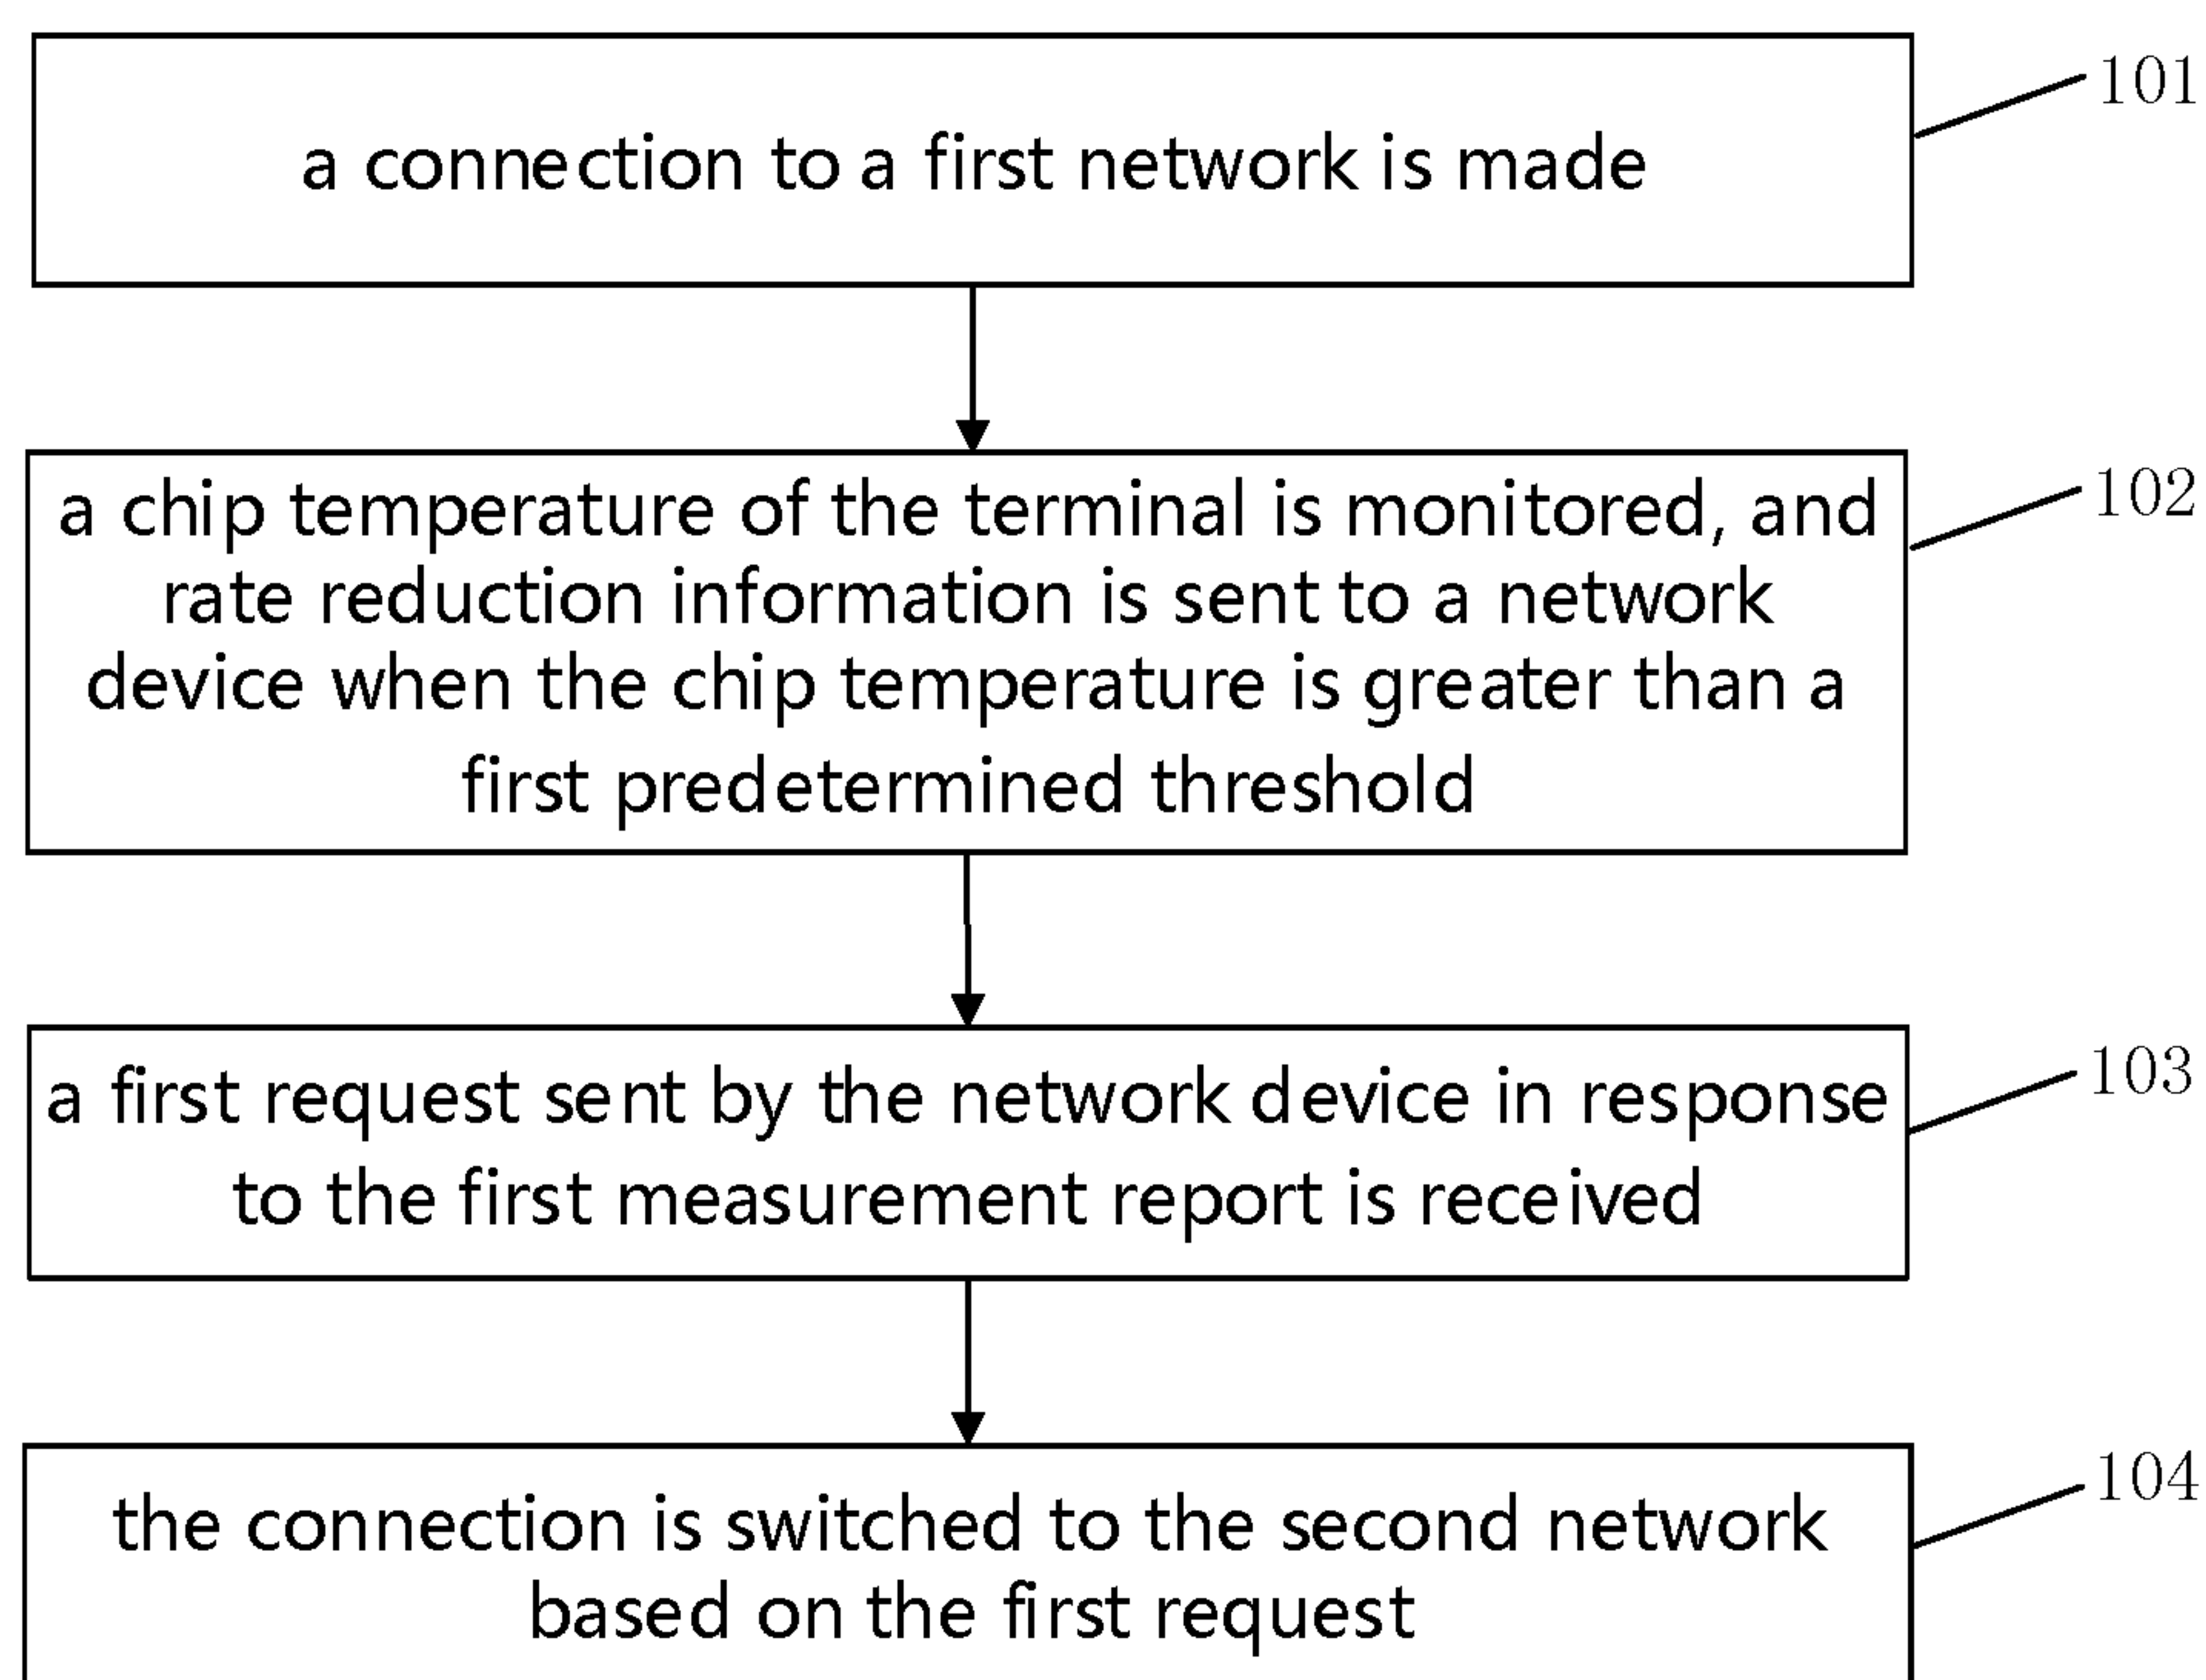 a connection to a first network is made
101
a chip temperature of the terminal is monitored, and
rate reduction information is sent to a network
device when the chip temperature is greater than a
first predetermined threshold
102
a first request sent by the network device in response
to the first measurement report is received
103
the connection is switched to the second network
based on the first request
104